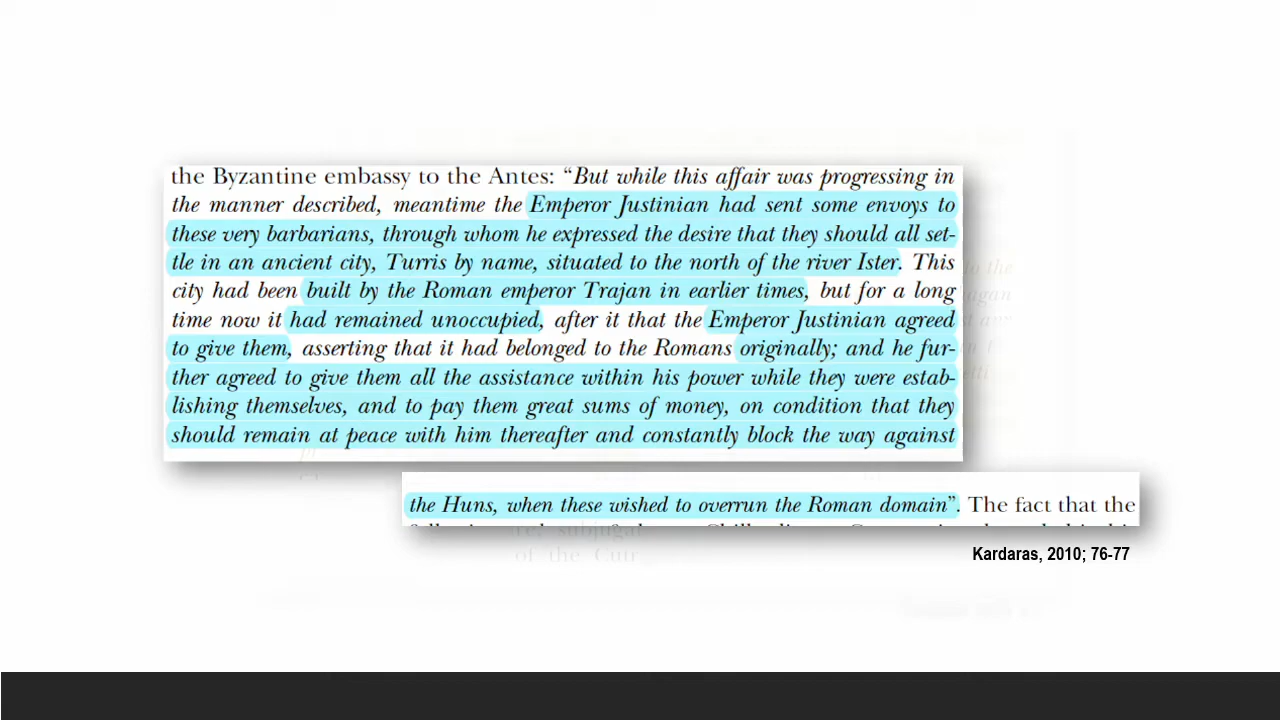 the Byzantine embassy to the Antes: “But while this affair was progressing in
the manner described, meantime the Emperor Justinian had sent some envoys to
these very barbarians, through whom he expressed the desire that they should all set-
tle in an ancient city, Turris by name, situated to the north of the river Ister. This
city had been built by the Roman emperor Trajan in earlier times, but for a long
time now it had remained unoccupied, after it that the Emperor Justinian agreed
to give them, asserting that it had belonged to the Romans originally; and he fur-
ther agreed to give them all the assistance within his power while they were estab-
lishing themselves, and to pay them great sums of money, on condition that they
should remain at peace with him thereafter and constantly block the way against
the Huns, when these wished to overrun the Roman domain”. The fact that the
Kardaras, 2010; 76-77